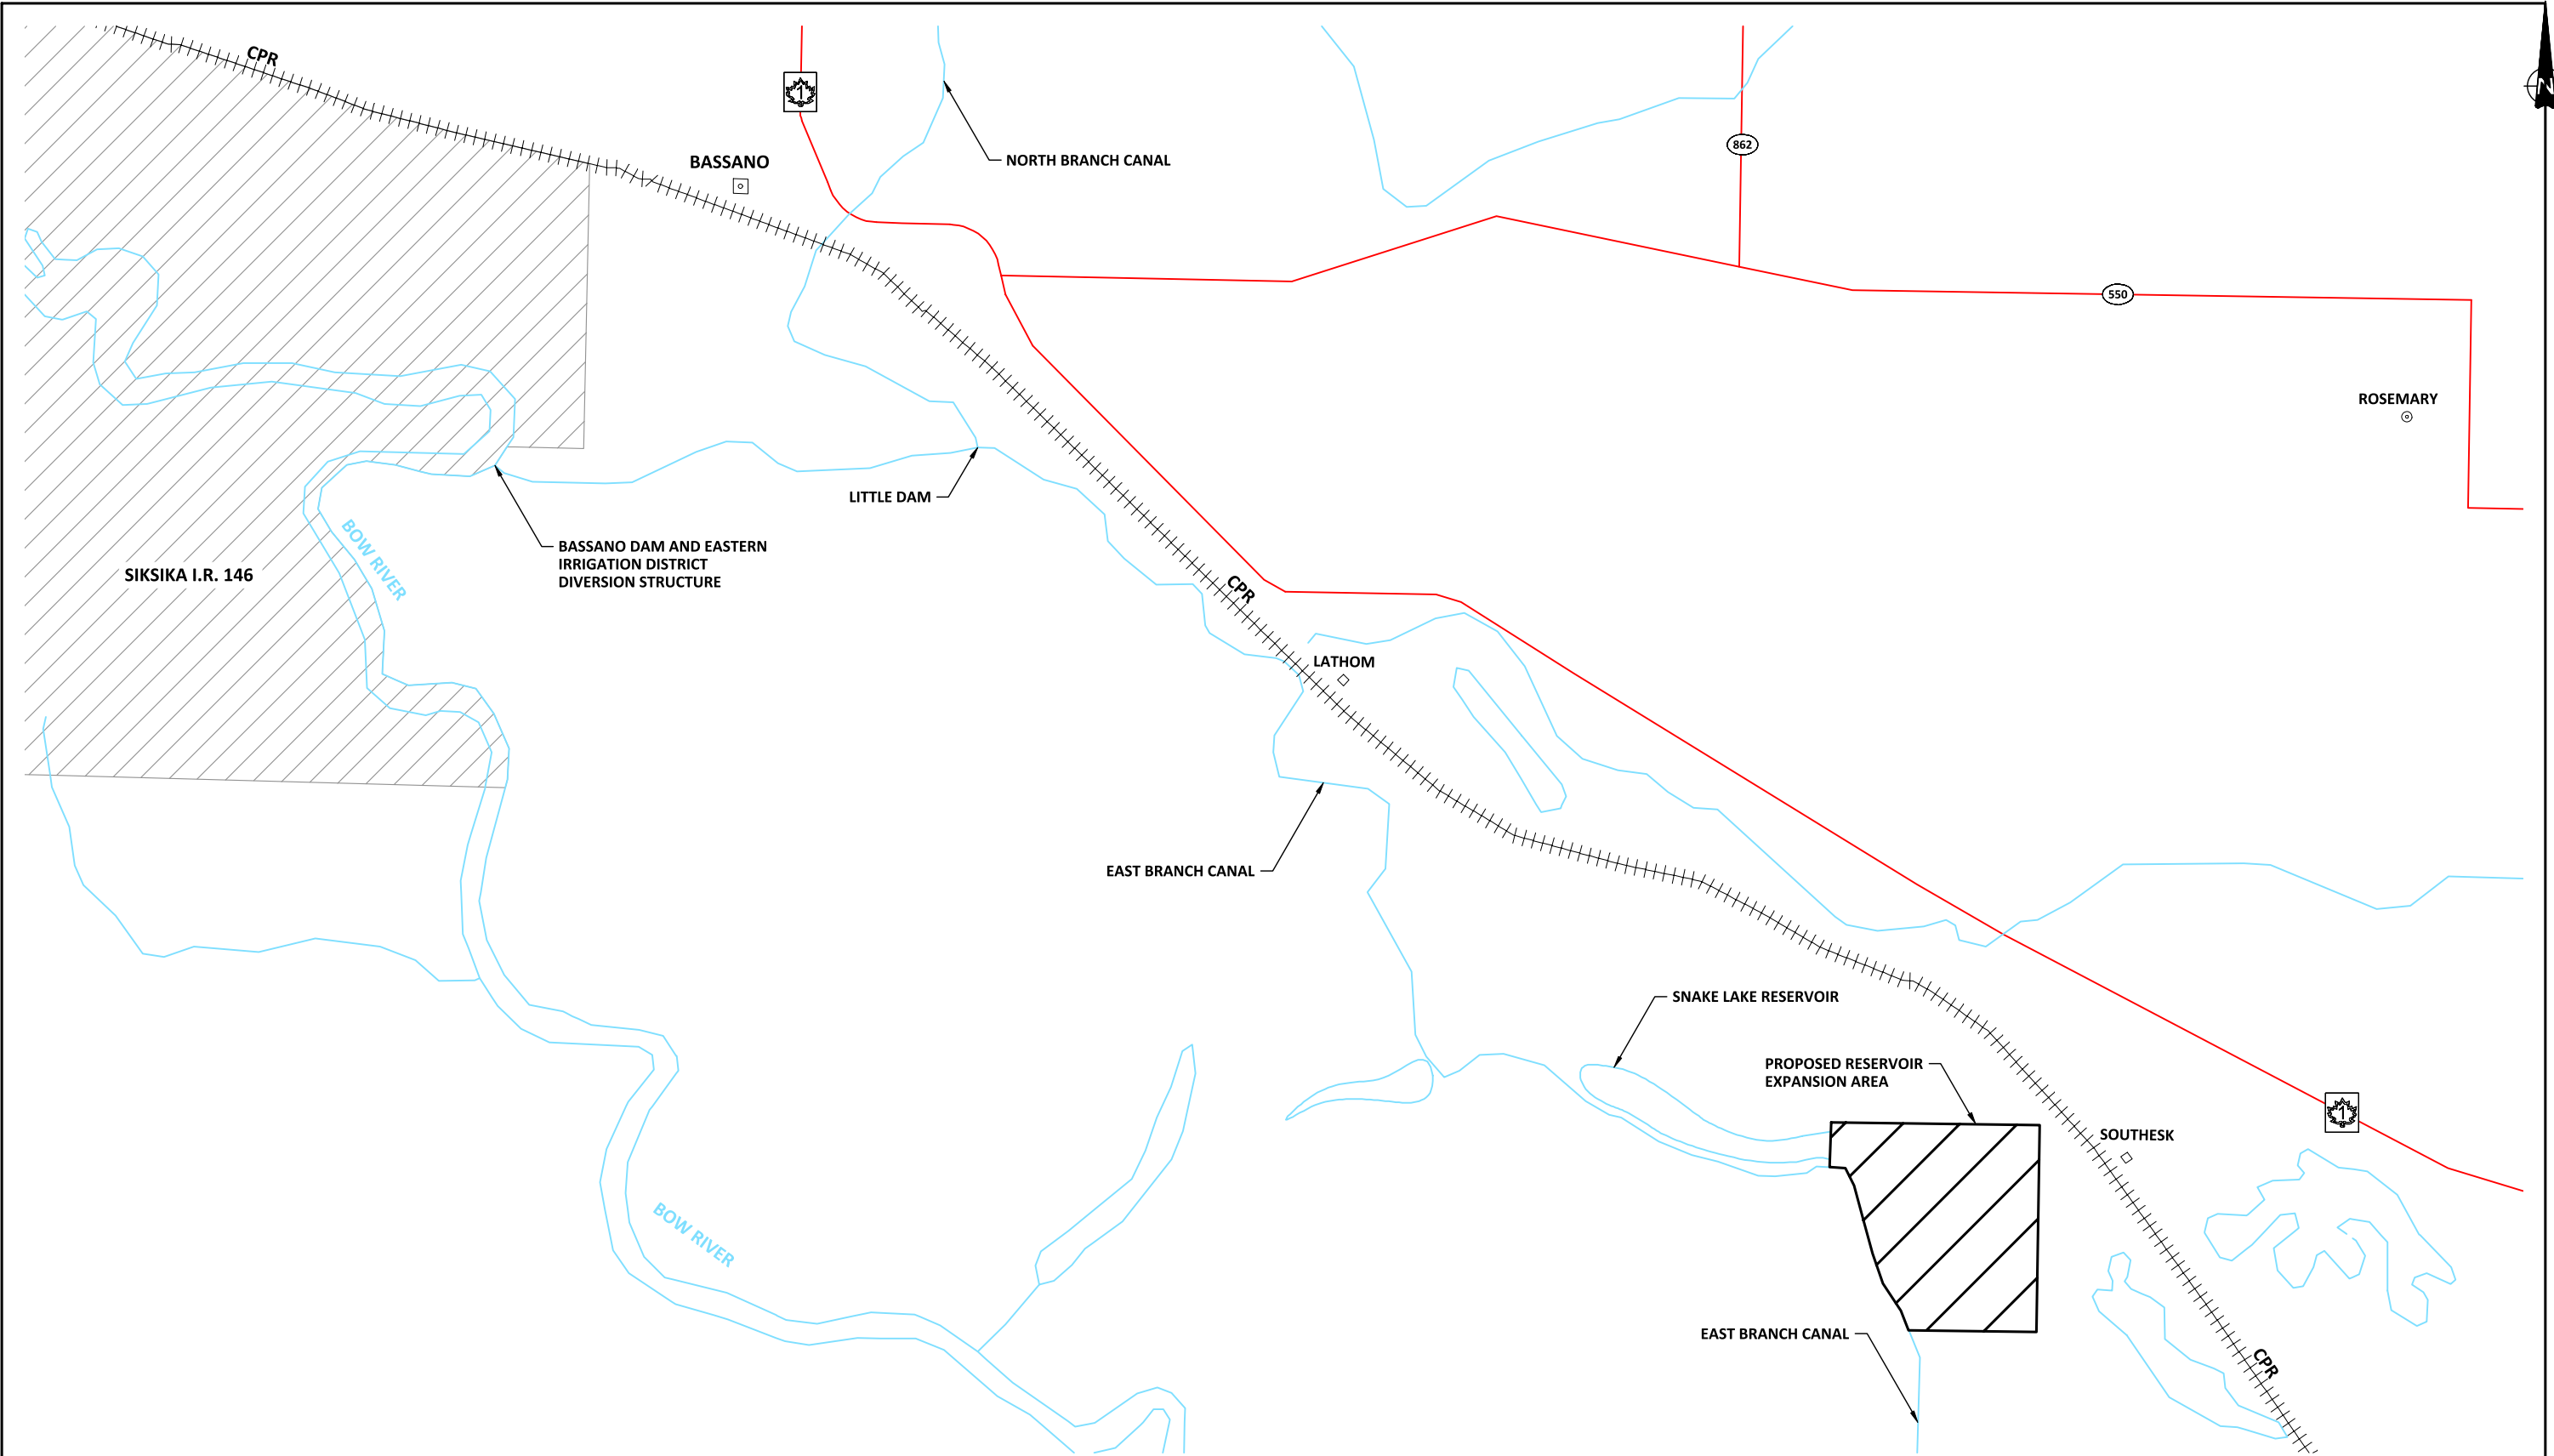 CPR
1
N
862
NORTH BRANCH CANAL
BASSANO
550
ROSEMARY
LITTLE DAM
BOW RIVER
BASSANO DAM AND EASTERN
IRRIGATION DISTRICT
DIVERSION STRUCTURE
SIKSIKA I.R. 146
CPR
LATHOM
EAST BRANCH CANAL
SNAKE LAKE RESERVOIR
PROPOSED RESERVOIR
EXPANSION AREA
1
SOUTHESK
BOW RIVER
EAST BRANCH CANAL
CPR